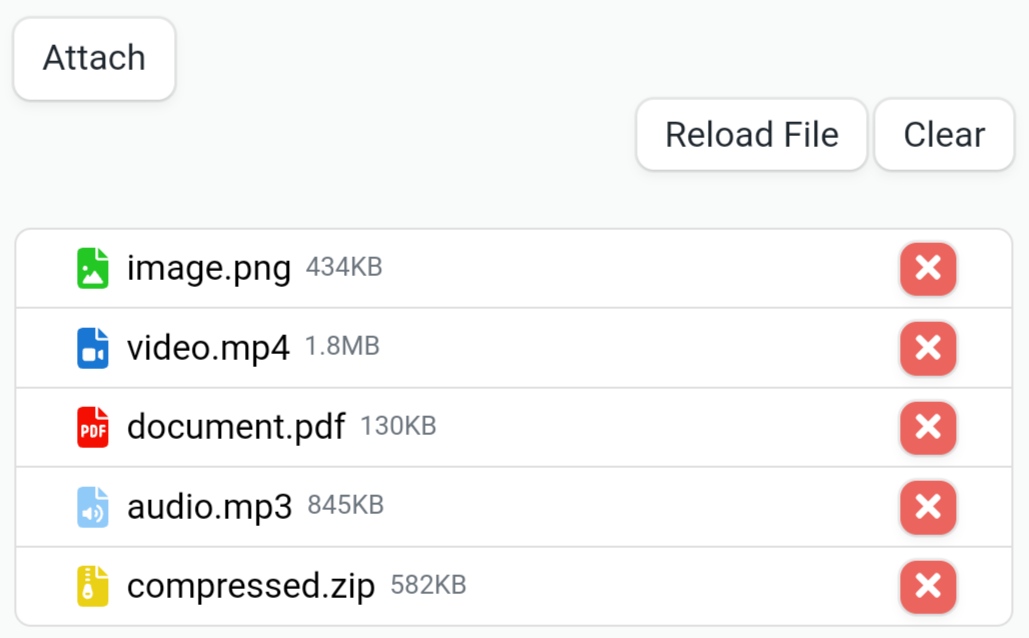 Attach
Reload File Clear
image.png 434KB
video.mp4 1.8MB
PDF document.pdf 130KB
audio.mp3 845KB
compressed.zip 582KB